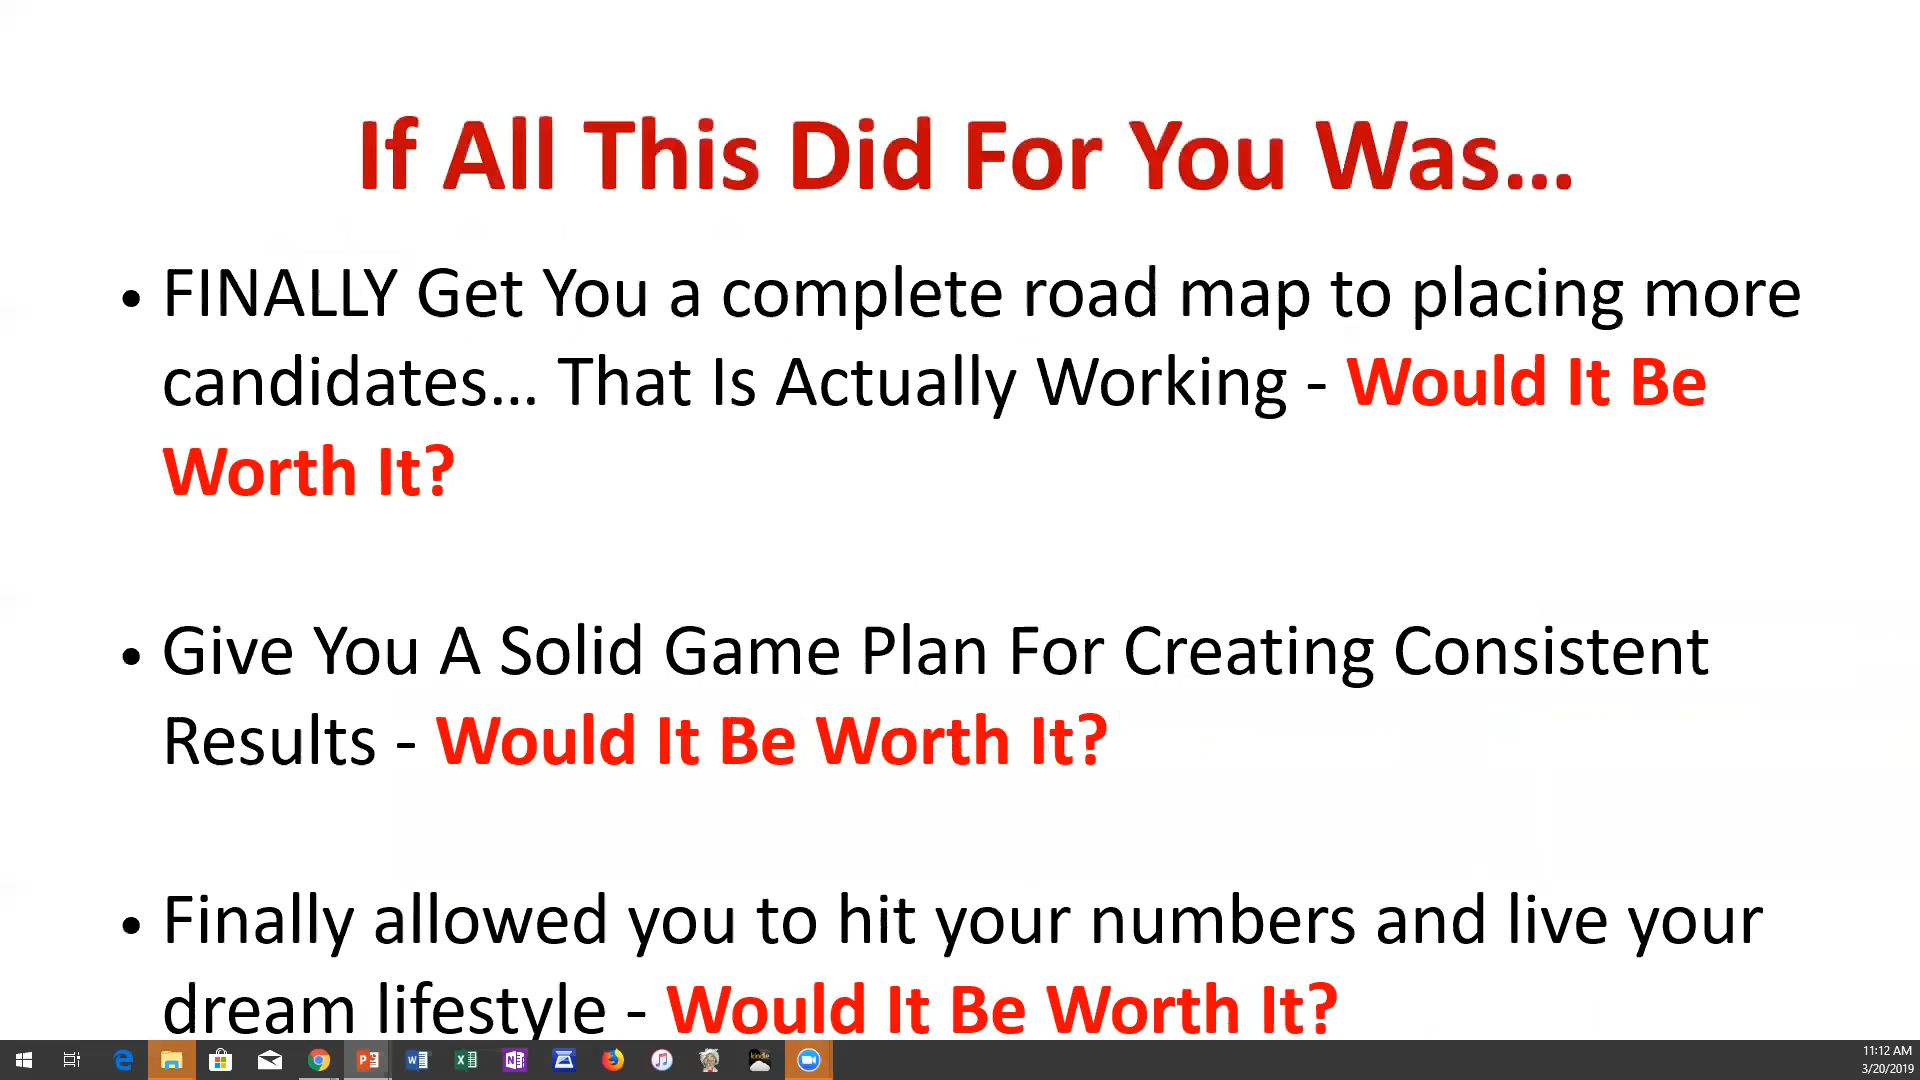 If All This Did For You Was...
• FINALLY Get You a complete road map to placing more
candidates... That Is Actually Working - Would It Be
Worth It?
• Give You A Solid Game Plan For Creating Consistent
Results - Would It Be Worth It?
• Finally allowed you to hit your numbers and live your
dream lifestyle - Would It Be Worth It?
kindle
11:12 AM
3/20/2019